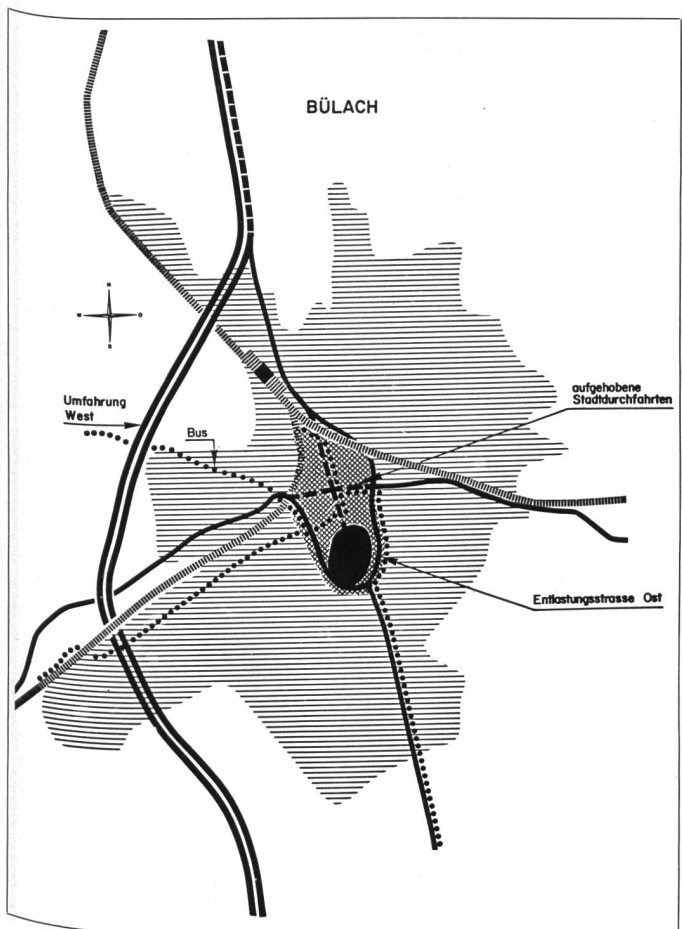 BÜLACH
N
W
O
S
Umfahrung
West
Bus
aufgehobene
Stadtdurchfahrten
Entlastungsstrasse Ost